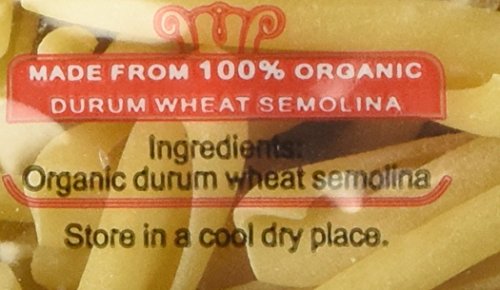 MADE FROM 100% ORGANIC
DURUM WHEAT SEMOLINA
Ingredients:
Organic durum wheat semolina
Store in a cool dry place.